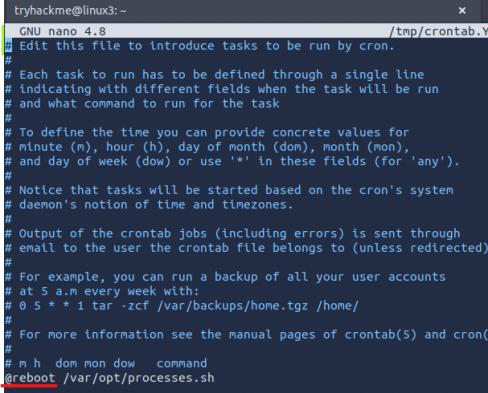 tryhackme@linux3: ~ ×
GNU nano 4.8 /tmp/crontab.Y
# Edit this file to introduce tasks to be run by cron.
#
# Each task to run has to be defined through a single line
# indicating with different fields when the task will be run
# and what command to run for the task
#
# To define the time you can provide concrete values for
# minute (m), hour (h), day of month (dom), month (mon),
# and day of week (dow) or use '*' in these fields (for 'any').
#
# Notice that tasks will be started based on the cron's system
# daemon's notion of time and timezones.
#
# Output of the crontab jobs (including errors) is sent through
# email to the user the crontab file belongs to (unless redirected)
#
# For example, you can run a backup of all your user accounts
# at 5 a.m every week with:
# 0 5 * * 1 tar -zcf /var/backups/home.tgz /home/
#
# For more information see the manual pages of crontab(5) and cron(
#
# m h  dom mon dow   command
@reboot /var/opt/processes.sh